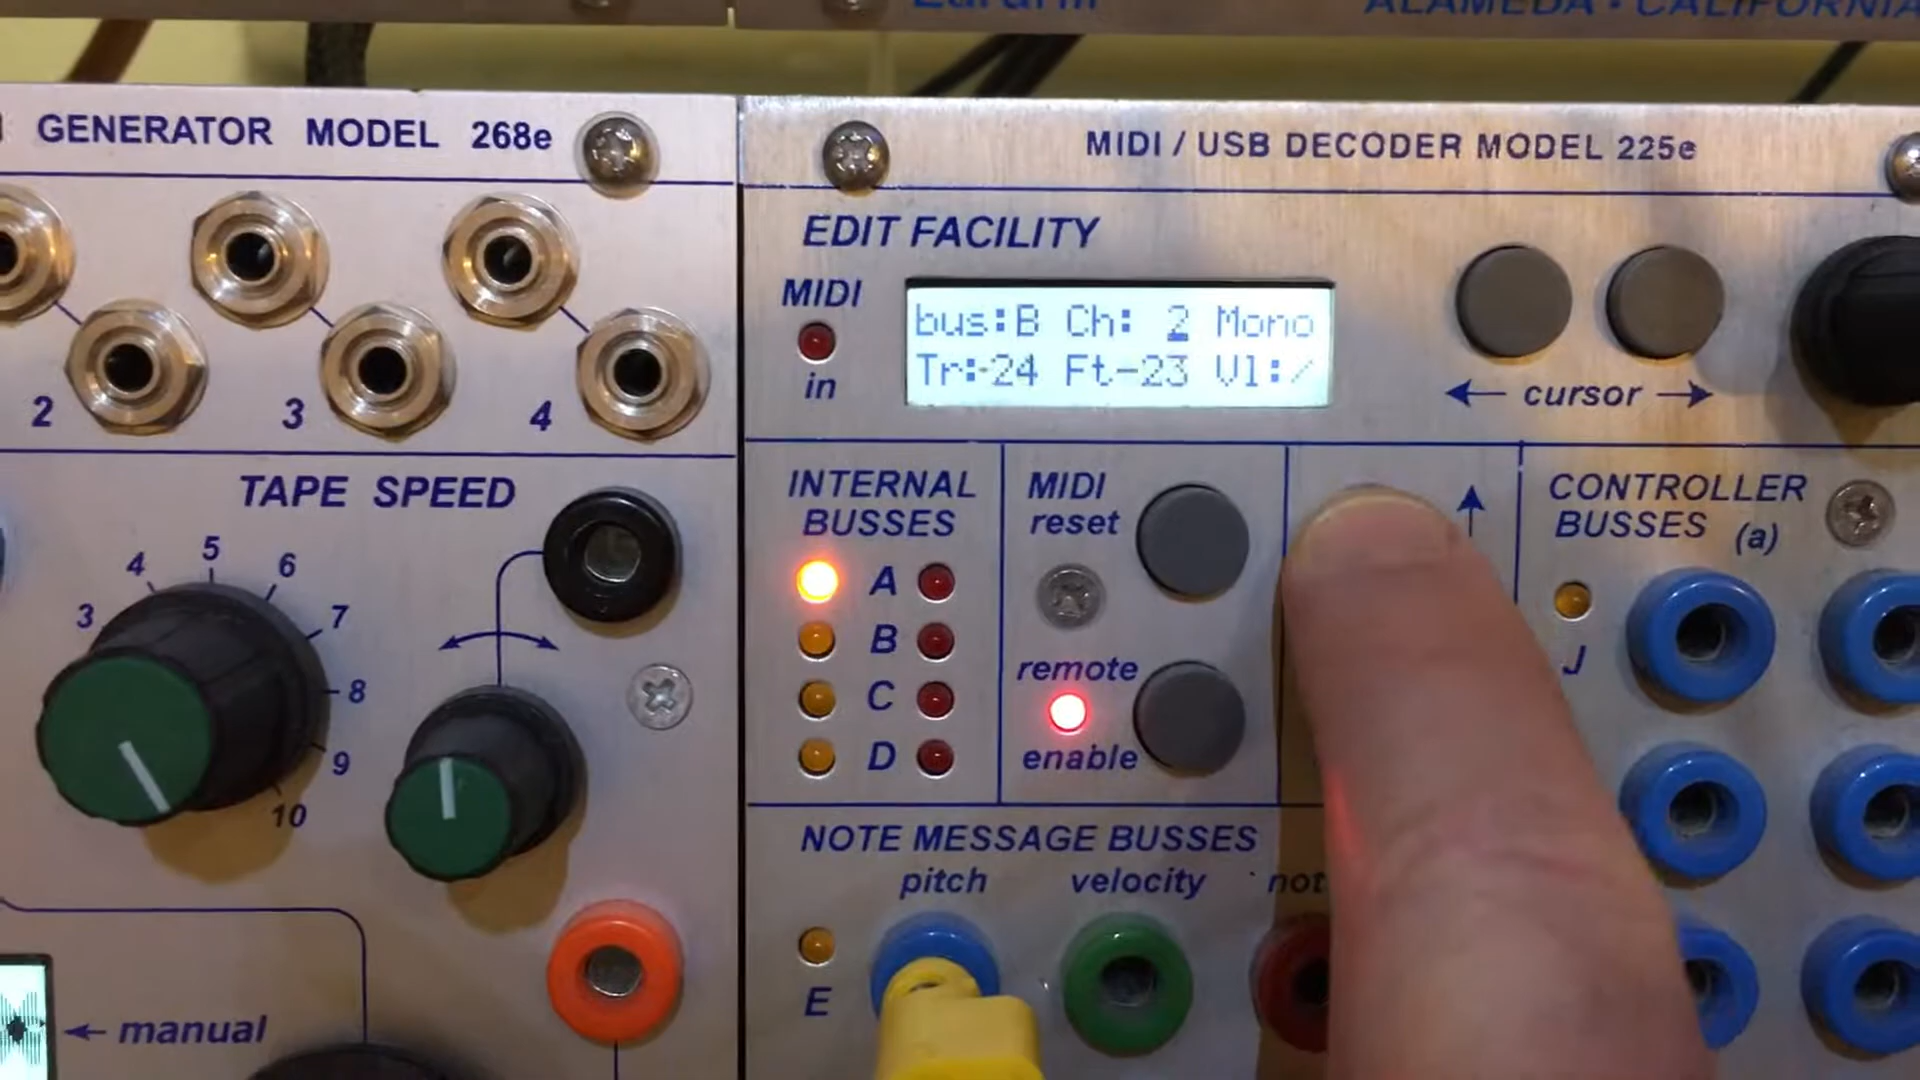 ALAMEDA · CALIFORNIA
GENERATOR MODEL 268e
2
3
4
TAPE SPEED
3
4
5
6
7
8
9
10
manual
MIDI / USB DECODER MODEL 225e
EDIT FACILITY
MIDI
in
bus:B Ch: 2 Mono
Tr:-24 Ft-23 Vl:/
cursor
INTERNAL
BUSSES
A
B
C
D
MIDI
reset
remote
enable
CONTROLLER
BUSSES (a)
J
NOTE MESSAGE BUSSES
pitch
velocity
E